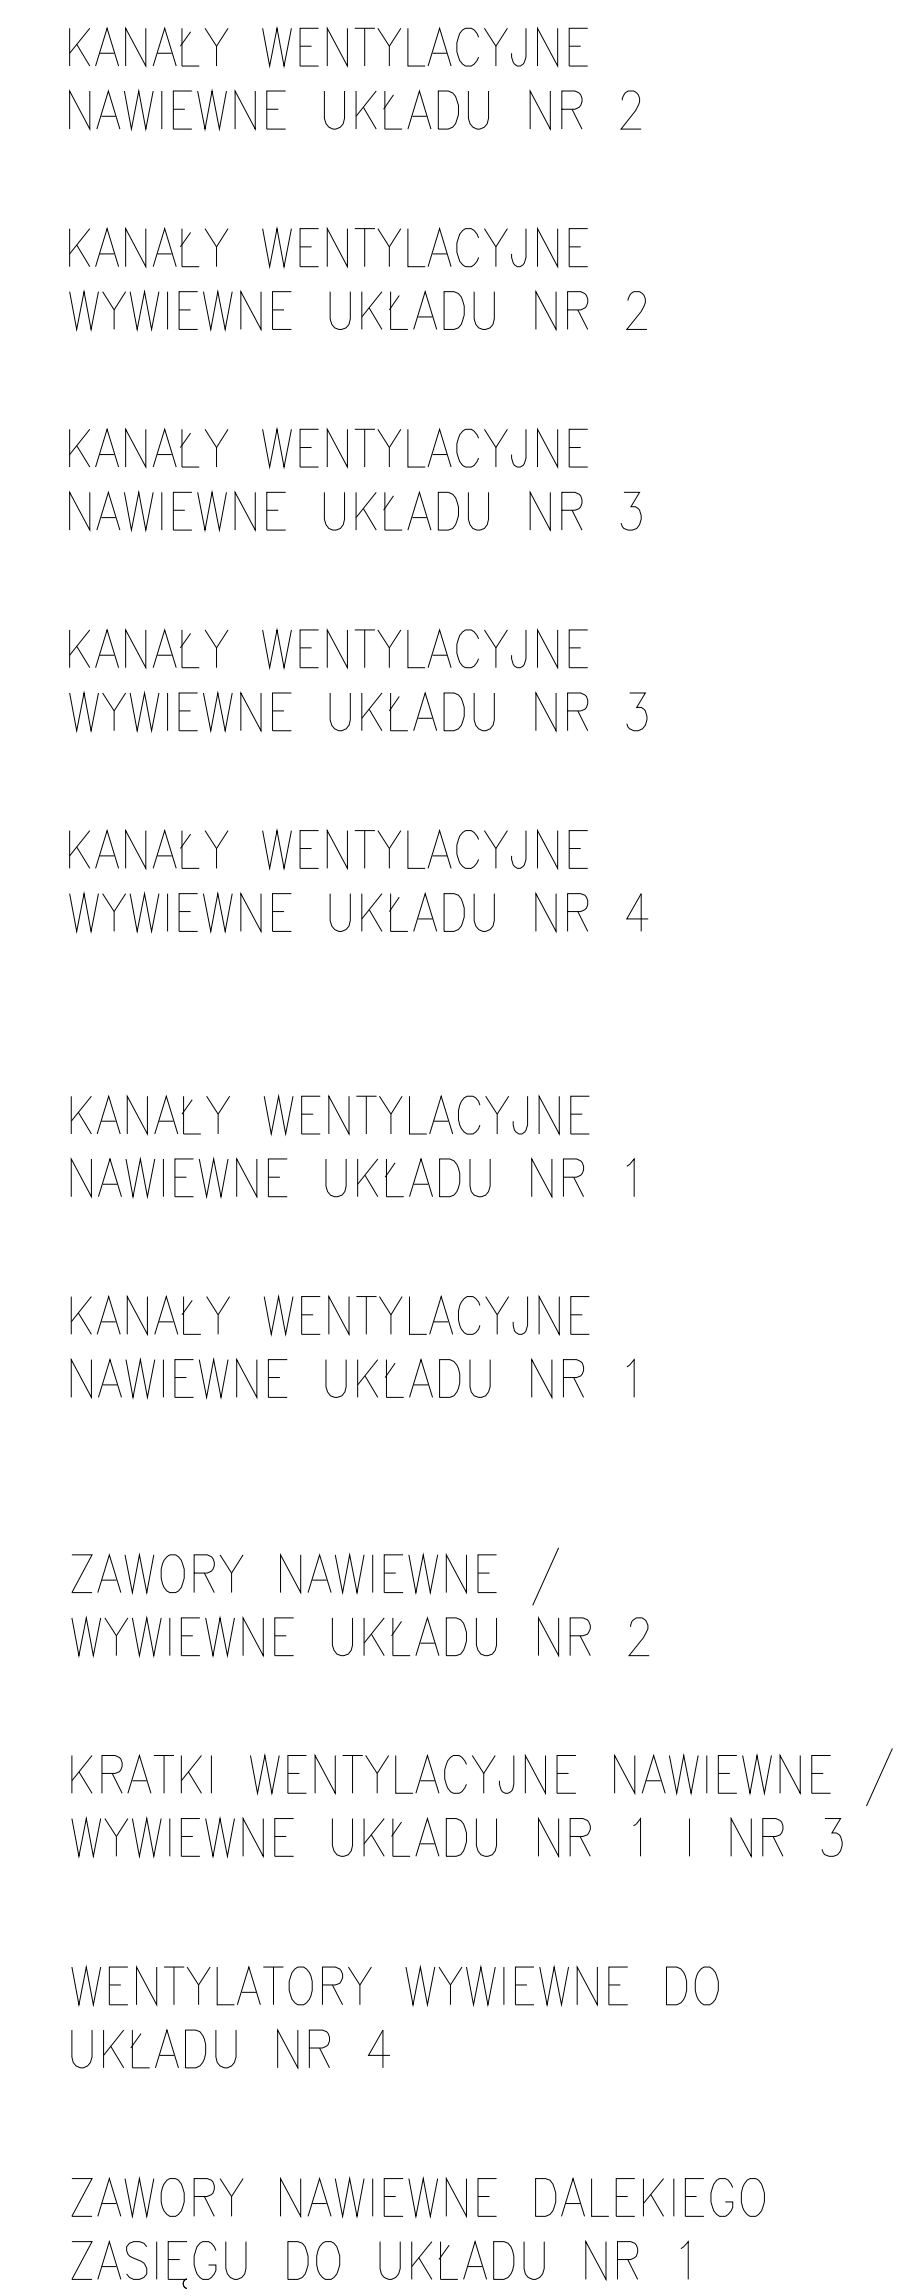 KANAŁY WENTYLACYJNE
NAWIEWNE UKŁADU NR 2
KANAŁY WENTYLACYJNE
WYWIEWNE UKŁADU NR 2
KANAŁY WENTYLACYJNE
NAWIEWNE UKŁADU NR 3
KANAŁY WENTYLACYJNE
WYWIEWNE UKŁADU NR 3
KANAŁY WENTYLACYJNE
WYWIEWNE UKŁADU NR 4
KANAŁY WENTYLACYJNE
NAWIEWNE UKŁADU NR 1
KANAŁY WENTYLACYJNE
NAWIEWNE UKŁADU NR 1
ZAWORY NAWIEWNE /
WYWIEWNE UKŁADU NR 2
KRATKI WENTYLACYJNE NAWIEWNE /
WYWIEWNE UKŁADU NR 1 I NR 3
WENTYLATORY WYWIEWNE DO
UKŁADU NR 4
ZAWORY NAWIEWNE DALEKIEGO
ZASIĘGU DO UKŁADU NR 1